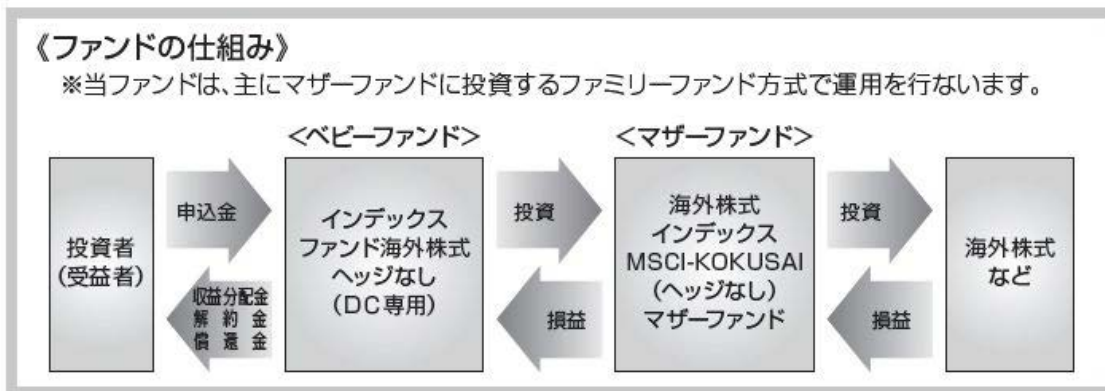 《ファンドの仕組み》
※当ファンドは、主にマザーファンドに投資するファミリーファンド方式で運用を行ないます。
<ベビーファンド>
<マザーファンド>
投資者
(受益者)
申込金
収益分配金
解約金
償還金
インデックス
ファンド海外株式
ヘッジなし
(DC専用)
投資
損益
海外株式
インデックス
MSCI-KOKUSAI
(ヘッジなし)
マザーファンド
投資
損益
海外株式
など